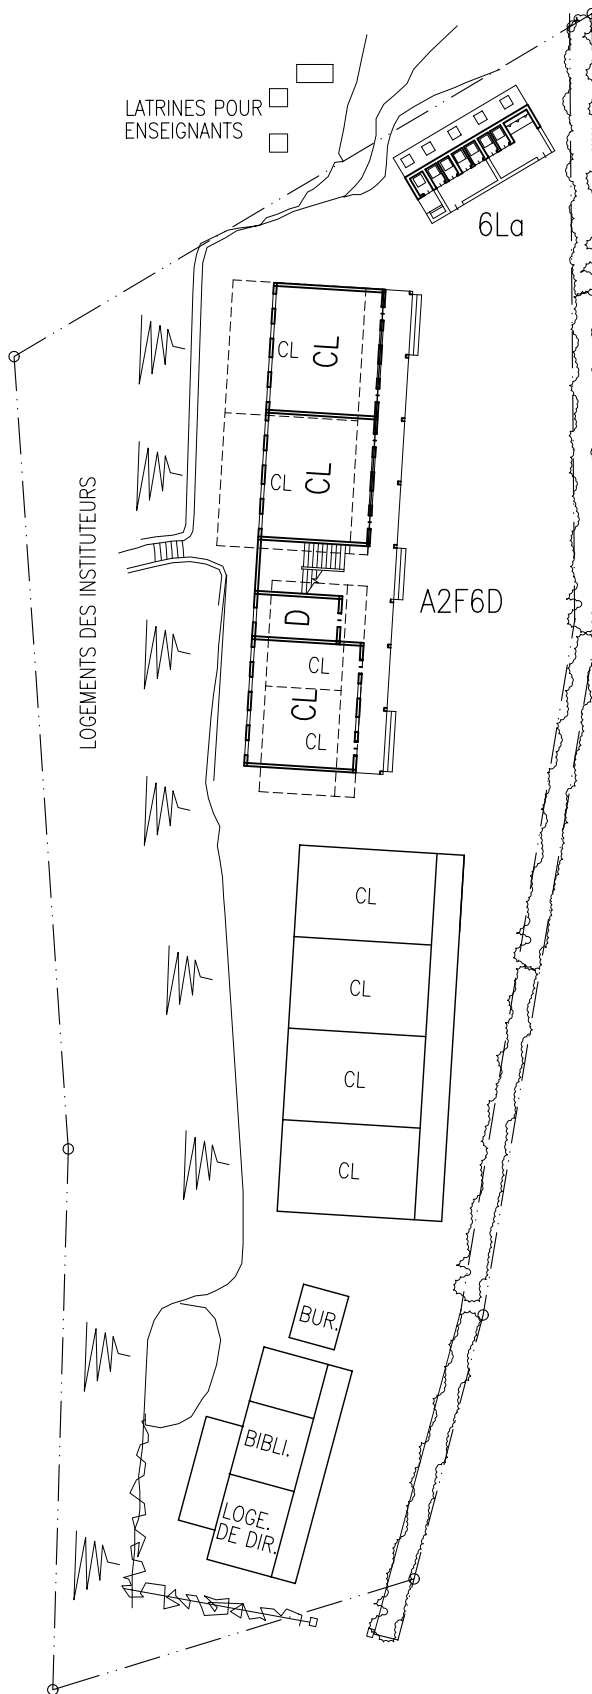 LATRINES POUR
ENSEIGNANTS
6La
CL
CL
CL
CL
LOGEMENTS DES INSTITUTEURS
A2F6D
D
CL
CL
CL
CL
CL
CL
CL
BUR.
BIBLI.
LOGE.
DE DIR.